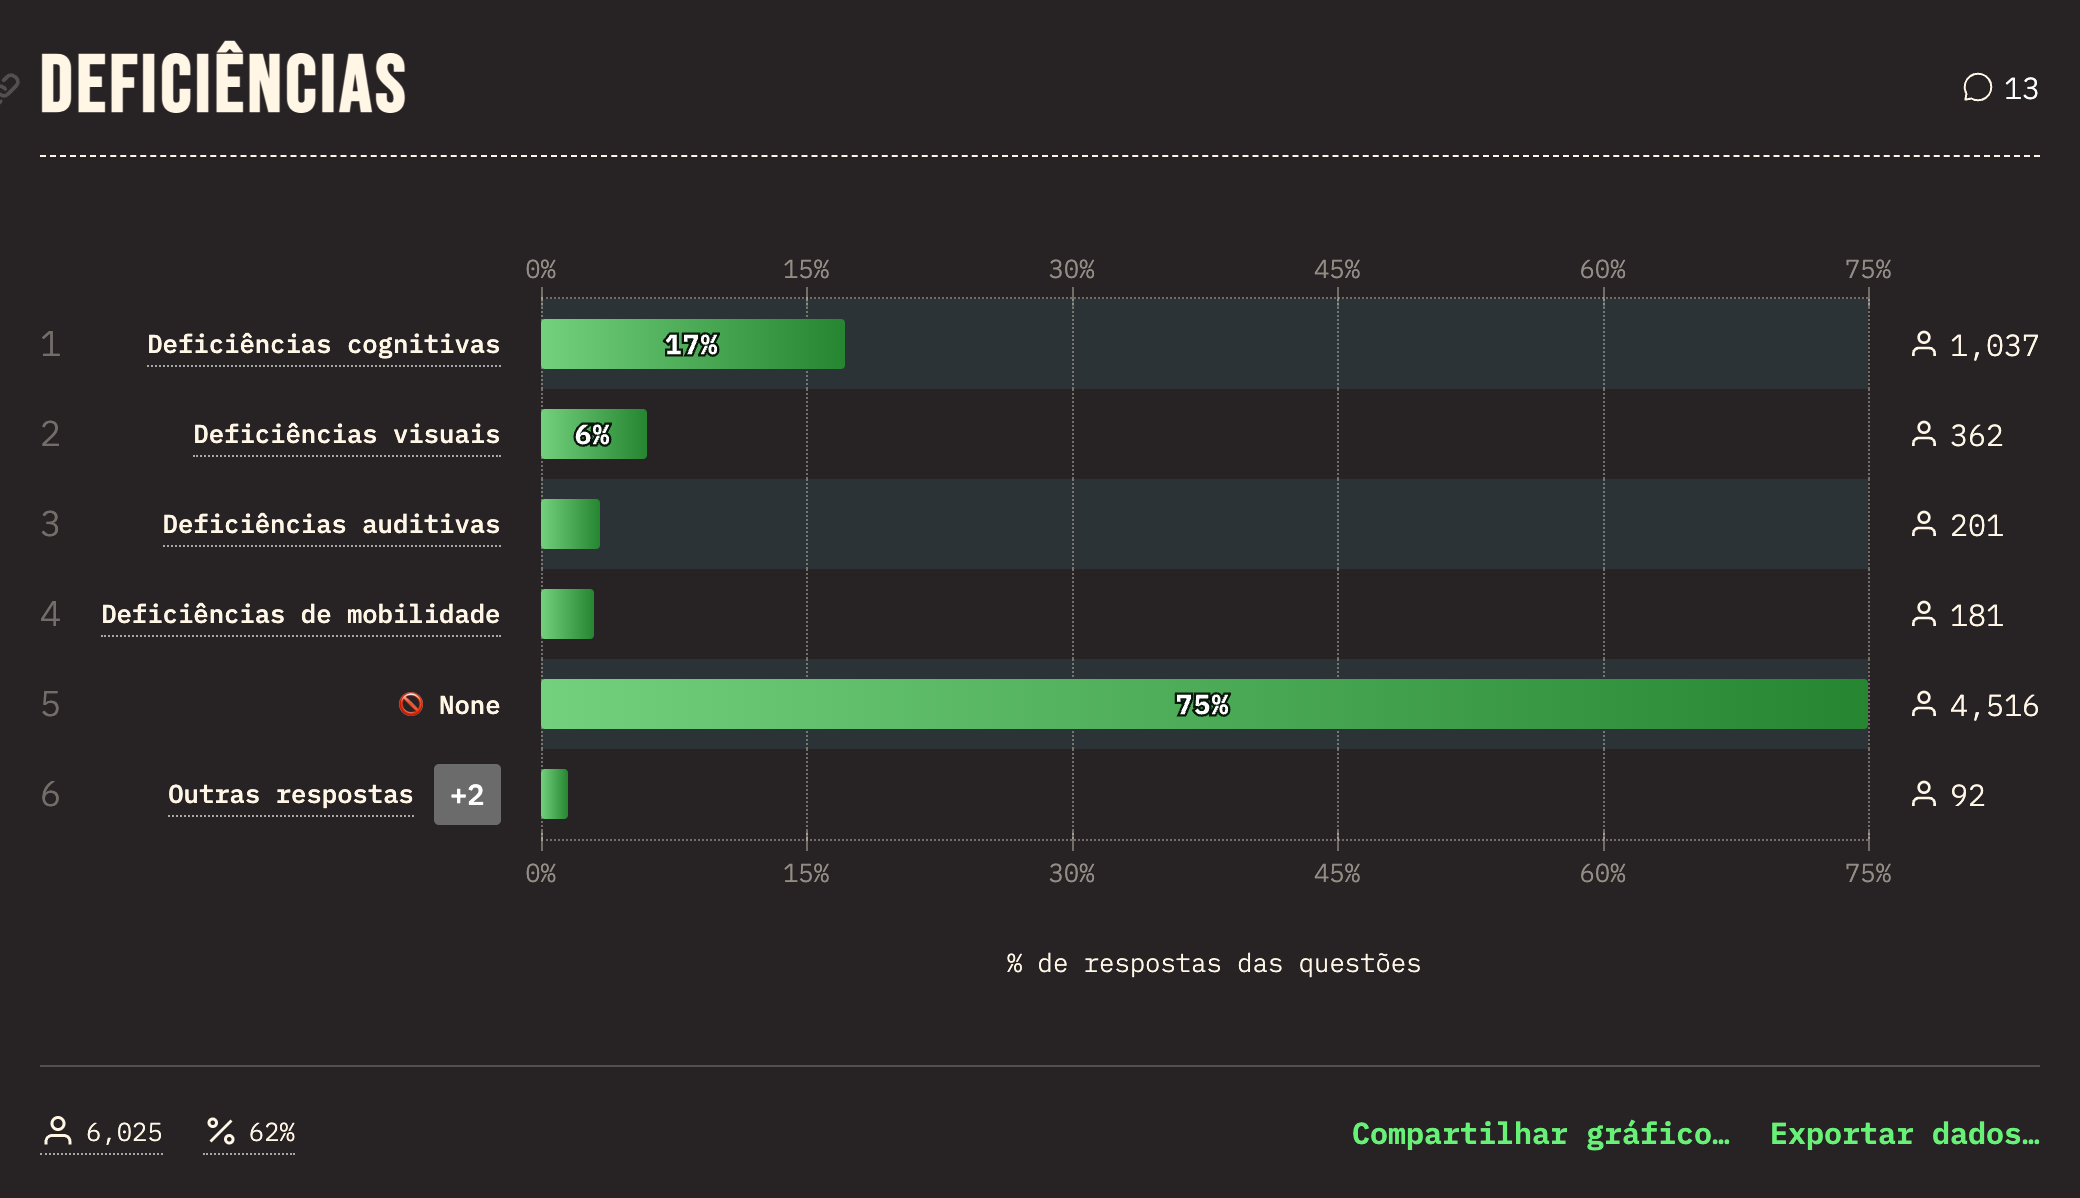 DEFICIÊNCIAS
13
0% 15% 30% 45% 60% 75%
1 Deficiências cognitivas 17% 1,037
2 Deficiências visuais 6% 362
3 Deficiências auditivas 201
4 Deficiências de mobilidade 181
5 None 75% 4,516
6 Outras respostas +2 92
0% 15% 30% 45% 60% 75%
% de respostas das questões
6,025 62% Compartilhar gráfico… Exportar dados…